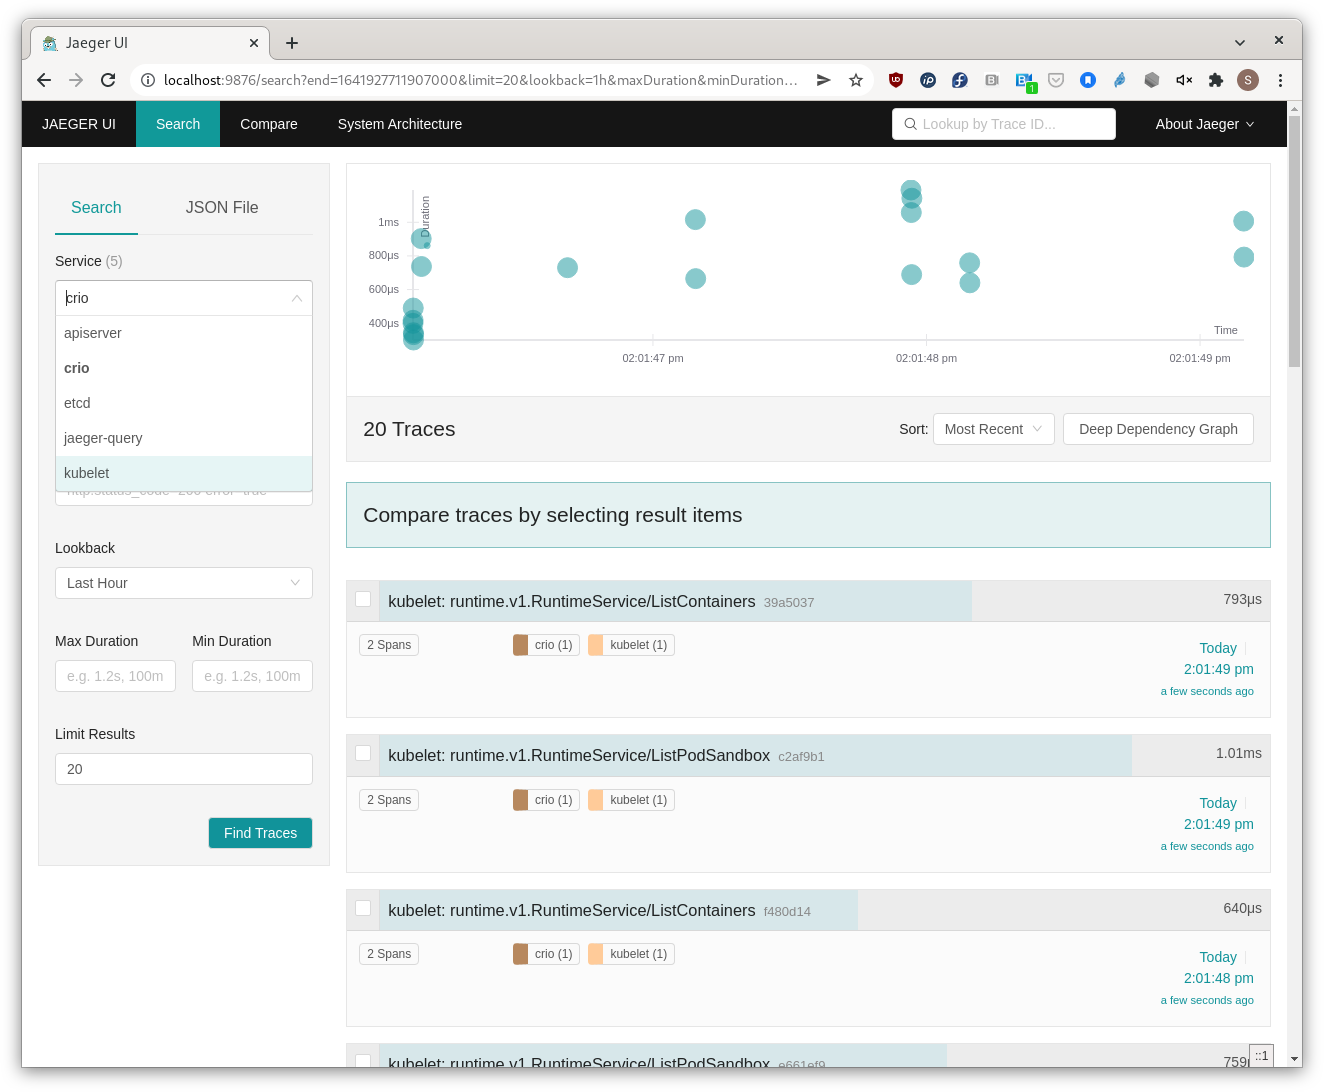 Jaeger UI
localhost:9876/search?end=1641927711907000&limit=20&lookback=1h&maxDuration&minDuration...
S
1
JAEGER UI
Search
Compare
System Architecture
Lookup by Trace ID...
About Jaeger
Search
JSON File
Service (5)
crio
apiserver
crio
etcd
jaeger-query
kubelet
Lookback
Last Hour
Max Duration
Min Duration
e.g. 1.2s, 100m
e.g. 1.2s, 100m
Limit Results
20
Find Traces
Duration
1ms
800μs
600μs
400μs
Time
02:01:47 pm
02:01:48 pm
02:01:49 pm
20 Traces
Sort:
Most Recent
Deep Dependency Graph
Compare traces by selecting result items
kubelet: runtime.v1.RuntimeService/ListContainers 39a5037
793μs
2 Spans
crio (1)
kubelet (1)
Today
2:01:49 pm
a few seconds ago
kubelet: runtime.v1.RuntimeService/ListPodSandbox c2af9b1
1.01ms
2 Spans
crio (1)
kubelet (1)
Today
2:01:49 pm
a few seconds ago
kubelet: runtime.v1.RuntimeService/ListContainers f480d14
640μs
2 Spans
crio (1)
kubelet (1)
Today
2:01:48 pm
a few seconds ago
kubelet: runtime.v1.RuntimeService/ListPodSandbox e661ef9
759μ
::1